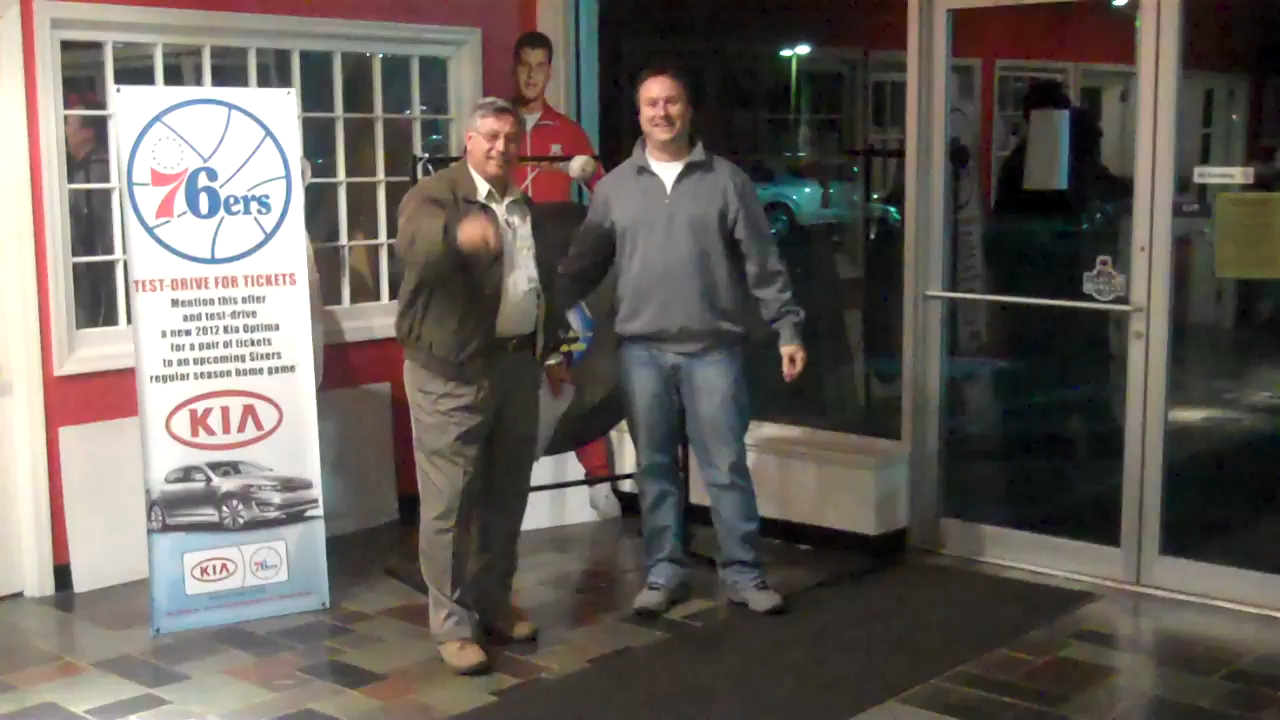 76ers
TEST-DRIVE FOR TICKETS
Mention this offer
and test-drive
a new 2012 Kia Optima
for a pair of tickets
to an upcoming Sixers
regular season home game
KIA
KIA 76ers